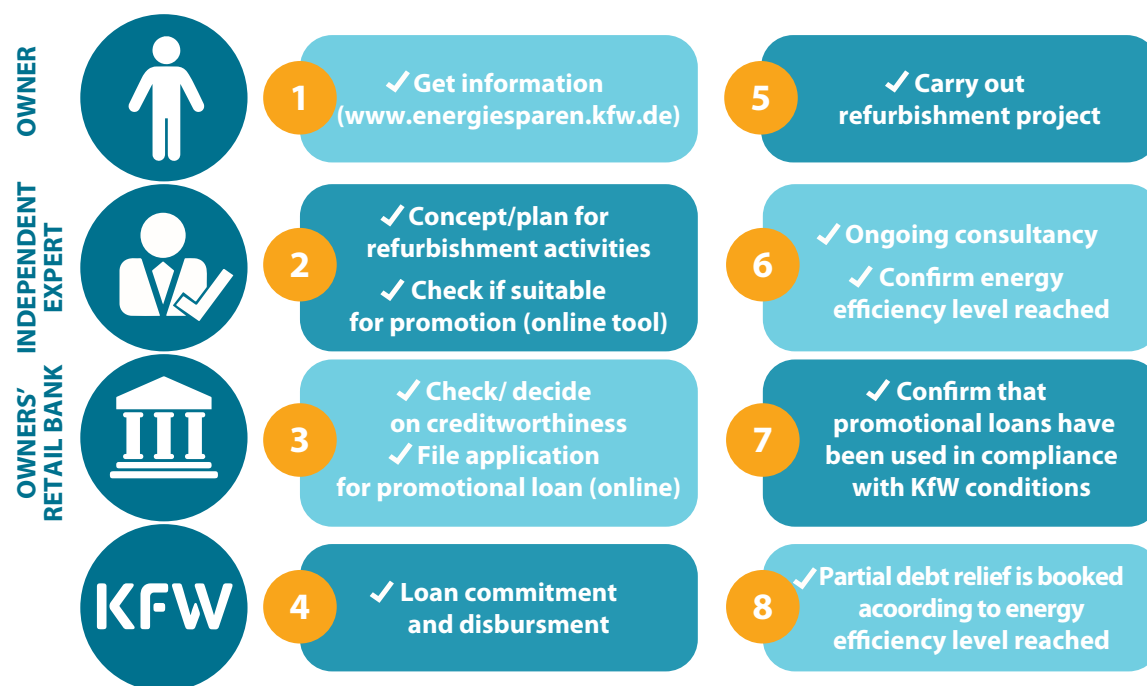 OWNER
1
✓ Get information
(www.energiesparen.kfw.de)
5
✓ Carry out
refurbishment project
INDEPENDENT
EXPERT
2
✓ Concept/plan for
refurbishment activities
✓ Check if suitable
for promotion (online tool)
6
✓ Ongoing consultancy
✓ Confirm energy
efficiency level reached
OWNERS'
RETAIL BANK
3
✓ Check/ decide
on creditworthiness
✓ File application
for promotional loan (online)
7
✓ Confirm that
promotional loans have
been used in compliance
with KfW conditions
KFW
4
✓ Loan commitment
and disbursment
8
✓ Partial debt relief is booked
acoording to energy
efficiency level reached